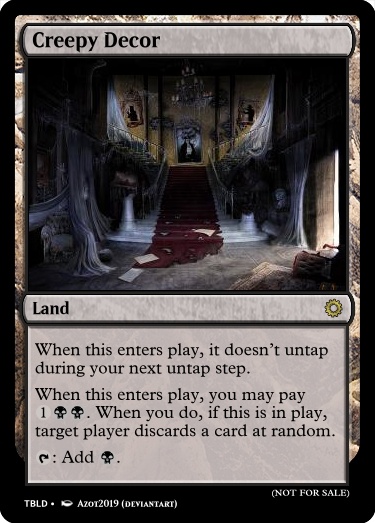 Creepy Decor
Land
When this enters play, it doesn't untap
during your next untap step.
When this enters play, you may pay
1. When you do, if this is in play,
target player discards a card at random.
: Add .
(NOT FOR SALE)
TBLD • AZOT2019 (DEVIANTART)